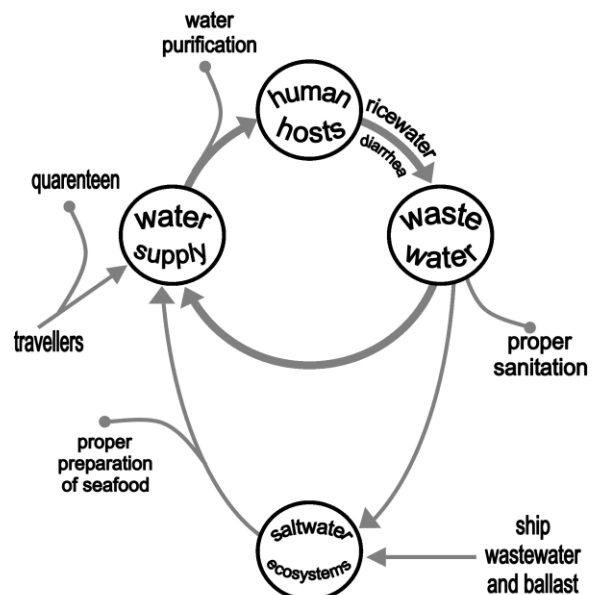 water
purification
human
hosts
ricewater
diarrhea
quarenteen
water
supply
waste
water
travellers
proper
sanitation
proper
preparation
of seafood
saltwater
ecosystems
ship
wastewater
and ballast